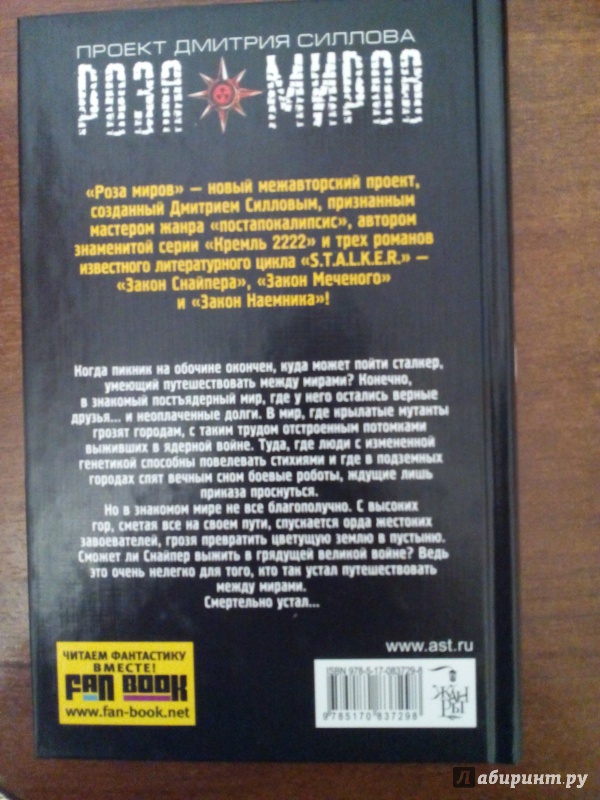 ПРОЕКТ ДМИТРИЯ СИЛЛОВА
РОЗА МИРОВ
«Роза миров» — новый межавторский проект,
созданный Дмитрием Силловым, признанным
мастером жанра «постапокалипсис», автором
знаменитой серии «Кремль 2222» и трех романов
известного литературного цикла «S.T.A.L.K.E.R.» —
«Закон Снайпера», «Закон Меченого»
и «Закон Наемника»!
Когда пикник на обочине окончен, куда может пойти сталкер,
умеющий путешествовать между мирами? Конечно,
в знакомый постъядерный мир, где у него остались верные
друзья... и неоплаченные долги. В мир, где крылатые мутанты
грозят городам, с таким трудом отстроенным потомками
выживших в ядерной войне. Туда, где люди с измененной
генетикой способны повелевать стихиями и где в подземных
городах спят вечным сном боевые роботы, ждущие лишь
приказа проснуться.
Но в знакомом мире не все благополучно. С высоких
гор, сметая все на своем пути, спускается орда жестоких
завоевателей, грозя превратить цветущую землю в пустыню.
Сможет ли Снайпер выжить в грядущей великой войне? Ведь
это очень нелегко для того, кто так устал путешествовать
между мирами.
Смертельно устал...
www.ast.ru
ЧИТАЕМ ФАНТАСТИКУ
ВМЕСТЕ!
FAN BOOK
www.fan-book.net
ISBN 978-5-17-083729-8
9785170837298
ЖАН
РЫ
Лабиринт.ру